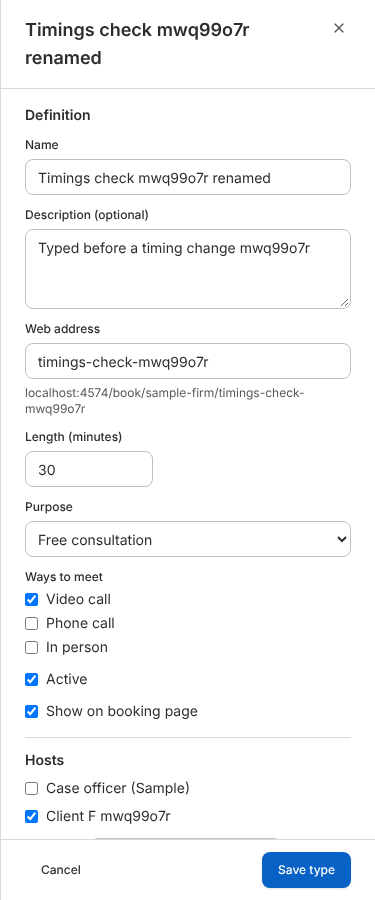 Timings check mwq99o7r
renamed
Definition
Name
Timings check mwq99o7r renamed
Description (optional)
Typed before a timing change mwq99o7r
Web address
timings-check-mwq99o7r
localhost:4574/book/sample-firm/timings-check-
mwq99o7r
Length (minutes)
30
Purpose
Free consultation
Ways to meet
Video call
Phone call
In person
Active
Show on booking page
Hosts
Case officer (Sample)
Client F mwq99o7r
Cancel
Save type